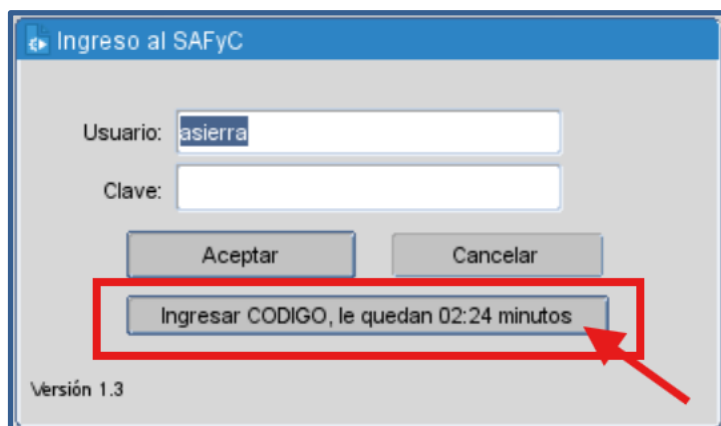 Ingreso al SAFyC
Usuario: asierra
Clave:
Aceptar Cancelar
Ingresar CODIGO, le quedan 02:24 minutos
Versión 1.3